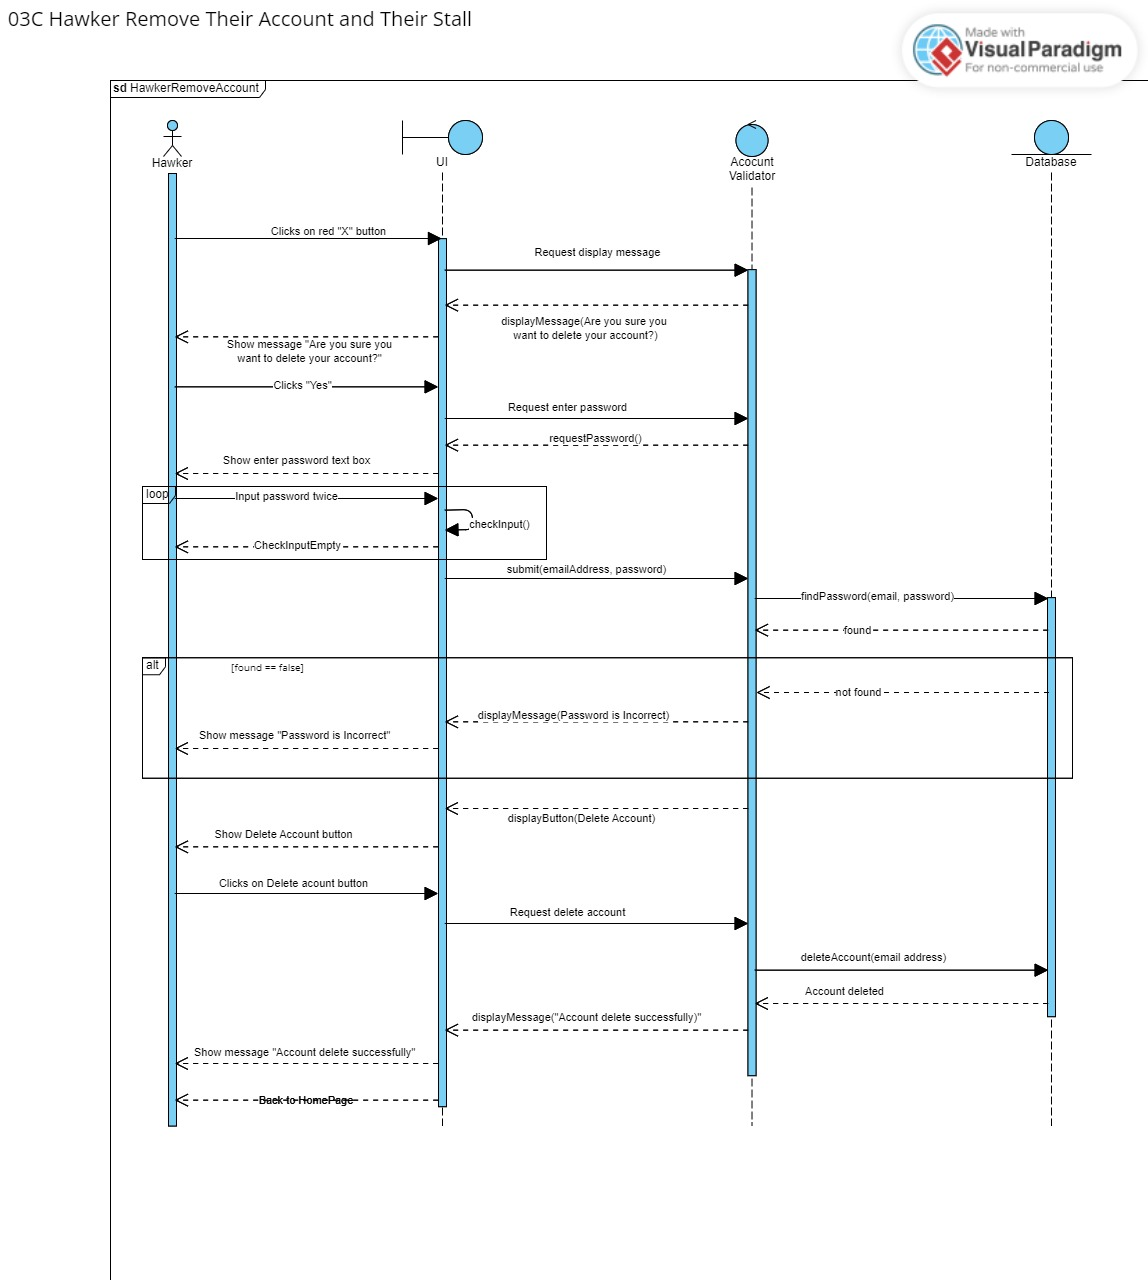 03C Hawker Remove Their Account and Their Stall
Made with
VisualParadigm
For non-commercial use
sd HawkerRemoveAccount
Hawker
UI
Acocunt
Validator
Database
Clicks on red "X" button
Request display message
displayMessage(Are you sure you
want to delete your account?)
Show message "Are you sure you
want to delete your account?"
Clicks "Yes"
Request enter password
requestPassword()
Show enter password text box
loop
Input password twice
checkInput()
CheckInputEmpty
submit(emailAddress, password)
findPassword(email, password)
found
alt
[found == false]
not found
displayMessage(Password is Incorrect)
Show message "Password is Incorrect"
displayButton(Delete Account)
Show Delete Account button
Clicks on Delete acount button
Request delete account
deleteAccount(email address)
Account deleted
displayMessage("Account delete successfully)"
Show message "Account delete successfully"
Back to HomePage